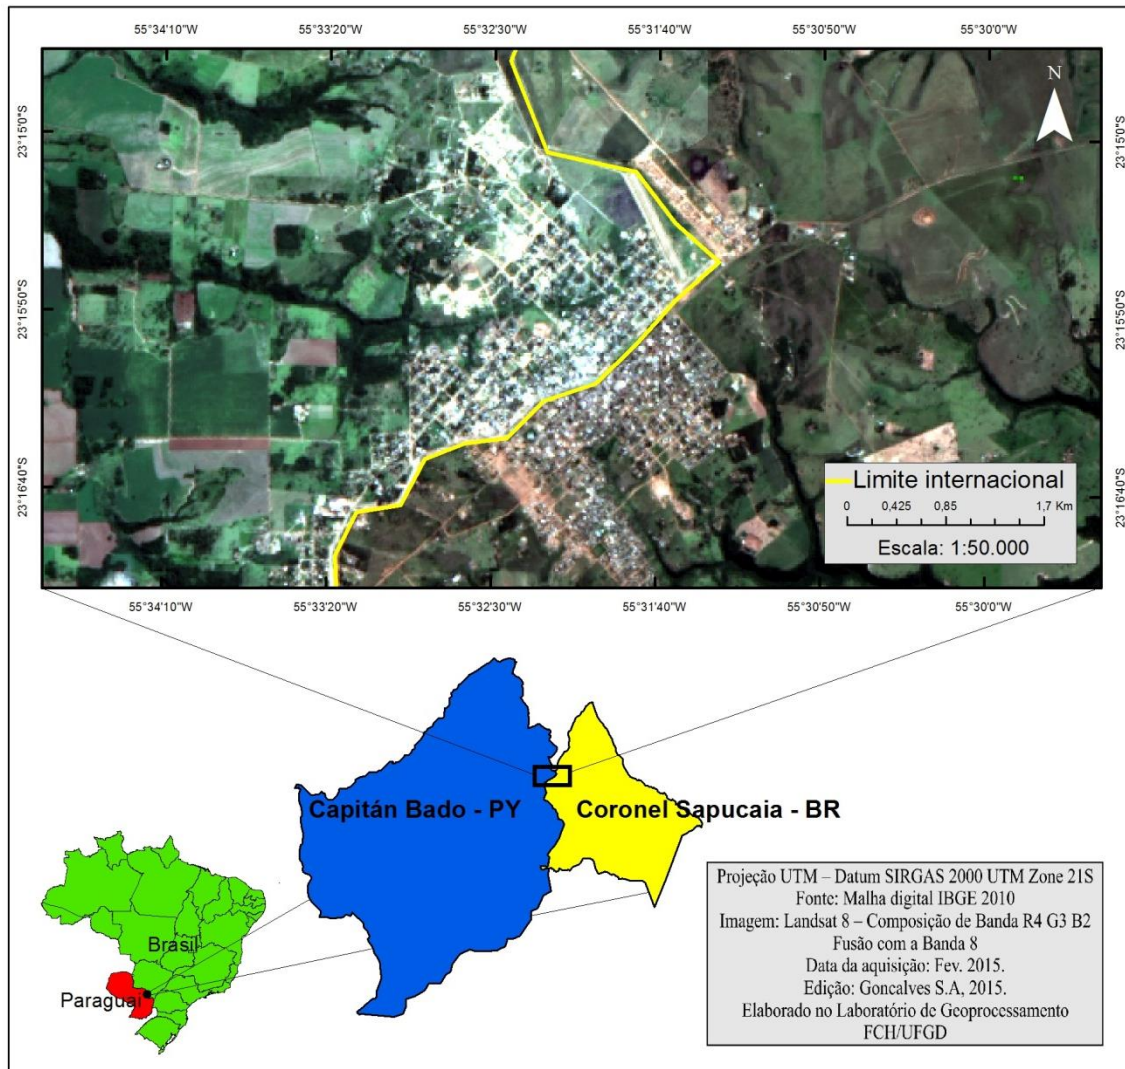 55°34'10"W 55°33'20"W 55°32'30"W 55°31'40"W 55°30'50"W 55°30'0"W
N
23°15'0"S 23°15'0"S
23°15'50"S 23°15'50"S
23°16'40"S 23°16'40"S
Limite internacional
0 0,425 0,85 1,7 Km
Escala: 1:50.000
55°34'10"W 55°33'20"W 55°32'30"W 55°31'40"W 55°30'50"W 55°30'0"W
Capitán Bado - PY
Coronel Sapucaia - BR
Brasil
Paraguai
Projeção UTM – Datum SIRGAS 2000 UTM Zone 21S
Fonte: Malha digital IBGE 2010
Imagem: Landsat 8 – Composição de Banda R4 G3 B2
Fusão com a Banda 8
Data da aquisição: Fev. 2015.
Edição: Goncalves S.A, 2015.
Elaborado no Laboratório de Geoprocessamento
FCH/UFGD